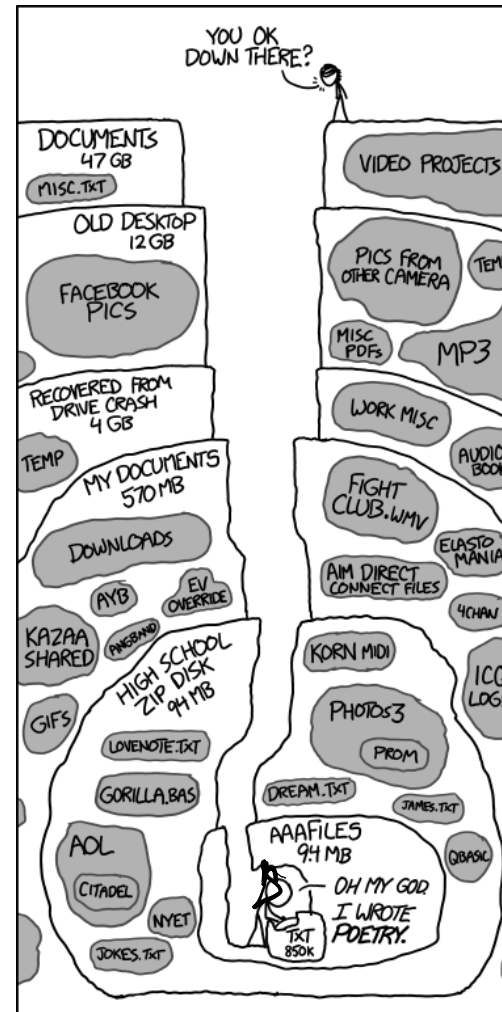 YOU OK
DOWN THERE?
DOCUMENTS
47 GB
MISC.TXT
VIDEO PROJECTS
OLD DESKTOP
12 GB
FACEBOOK
PICS
PICS FROM
OTHER CAMERA
TEM
MISC
PDFs
MP3
RECOVERED FROM
DRIVE CRASH
4 GB
TEMP
WORK MISC
AUDIO
BOO
MY DOCUMENTS
570 MB
DOWNLOADS
AYB
EV
OVERRIDE
KAZAA
SHARED
ANGBAND
GIFS
FIGHT
CLUB.WMV
ELASTO
MANIA
AIM DIRECT
CONNECT FILES
4CHAN
ICQ
LOG
HIGH SCHOOL
ZIP DISK
94 MB
LOVENOTE.TXT
GORILLA.BAS
AOL
CITADEL
NYET
JOKES.TXT
KORN MIDI
PHOTOS3
PROM
DREAM.TXT
JAMES.TXT
QBASIC
AAAFILES
9.4 MB
OH MY GOD.
I WROTE
POETRY.
TXT
850K